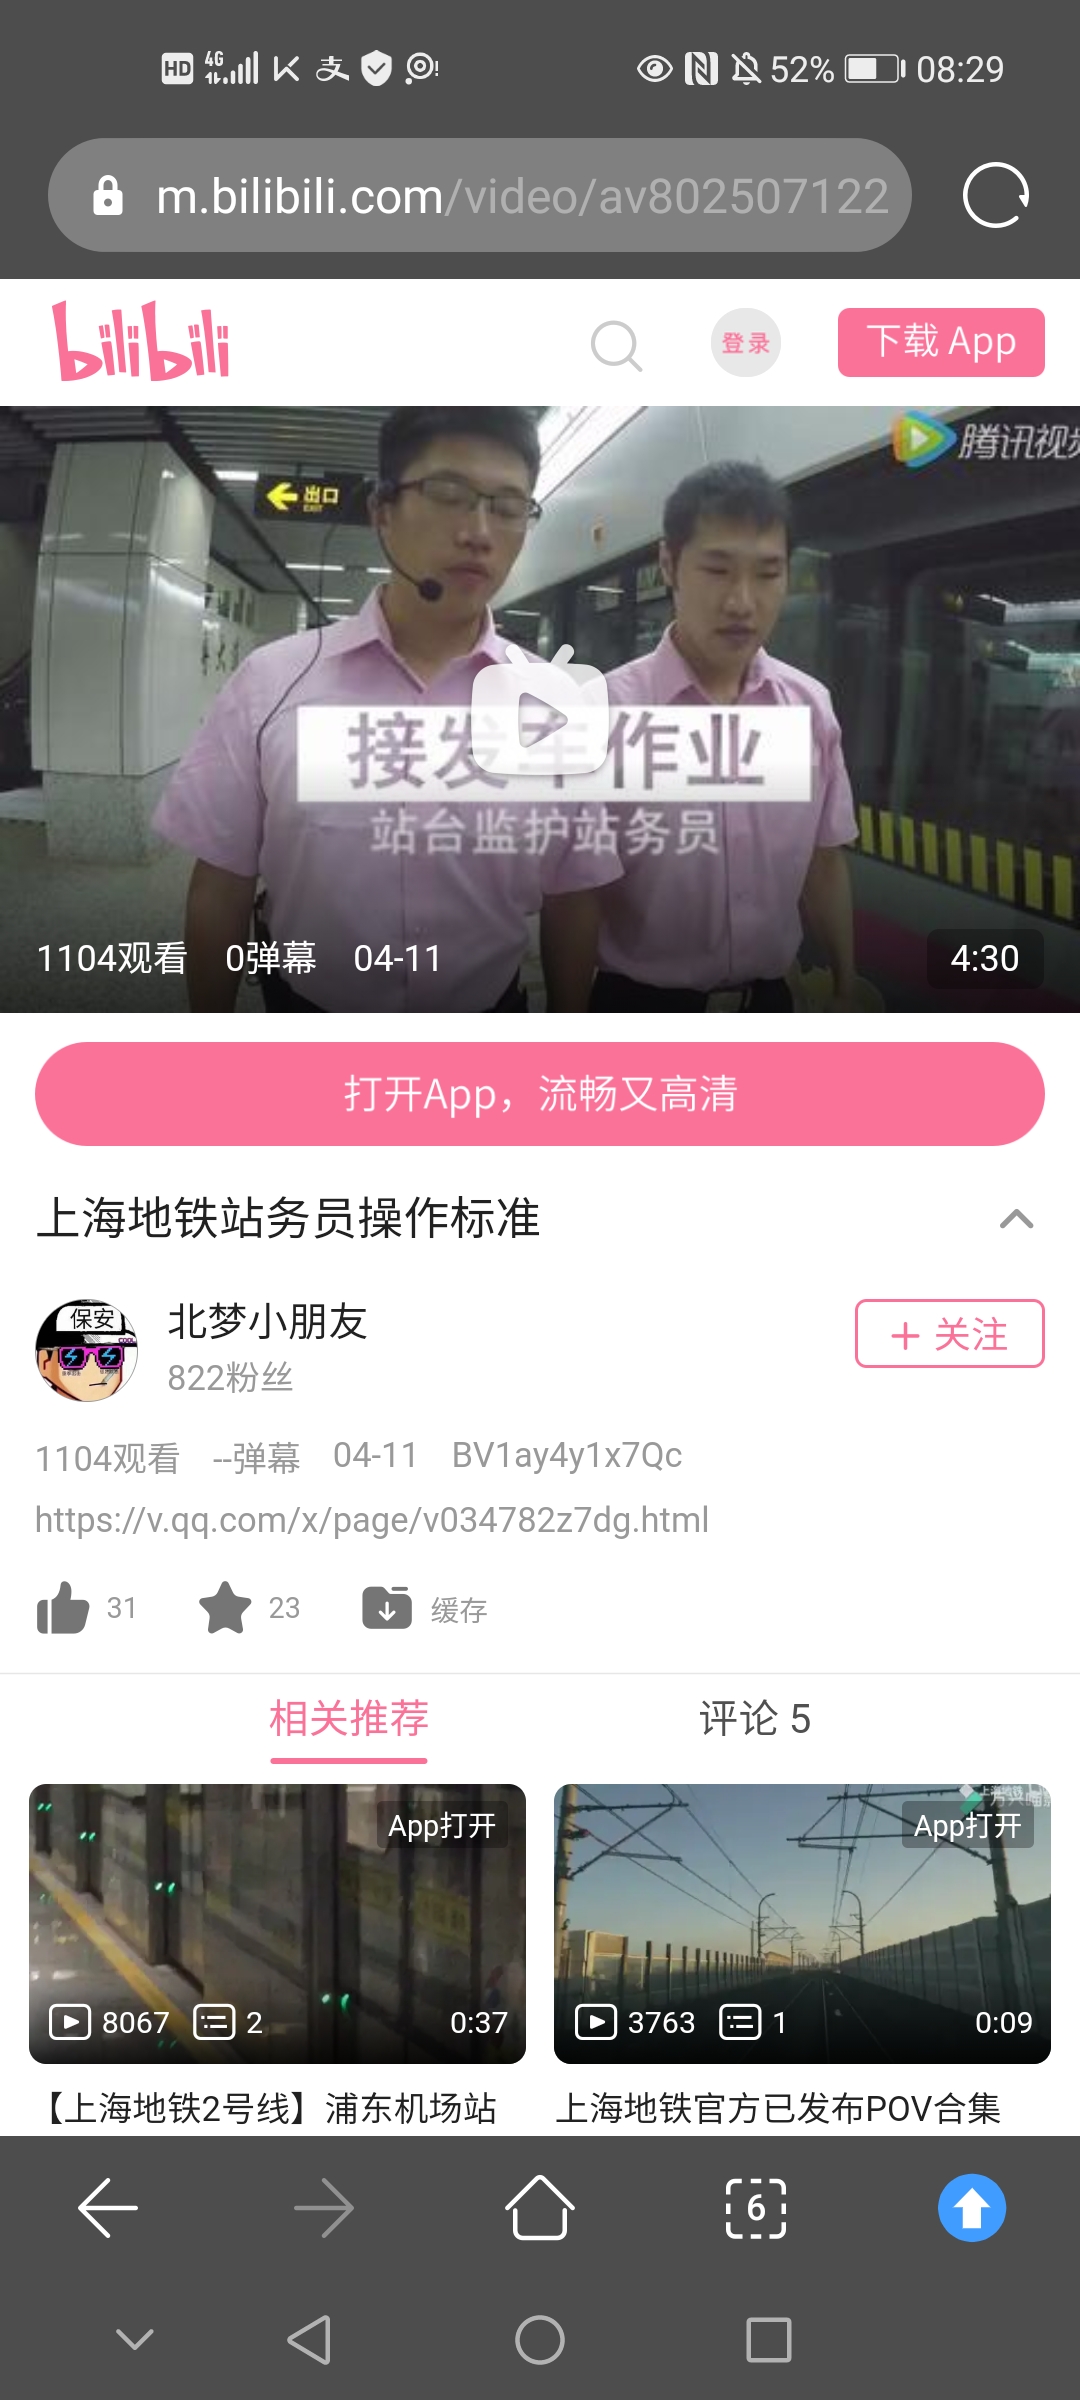 HD 4G 支 52% 08:29
m.bilibili.com/video/av802507122
bilibili 登录 下载 App
腾讯视频
出口
EXIT
接发车作业
站台监护站务员
1104观看 0弹幕 04-11 4:30
打开App，流畅又高清
上海地铁站务员操作标准
保安
北梦小朋友
+ 关注
822粉丝
1104观看 --弹幕 04-11 BV1ay4y1x7Qc
https://v.qq.com/x/page/v034782z7dg.html
31 23 缓存
相关推荐 评论 5
App打开 App打开
8067 2 0:37 3763 1 0:09
【上海地铁2号线】浦东机场站 上海地铁官方已发布POV合集
6